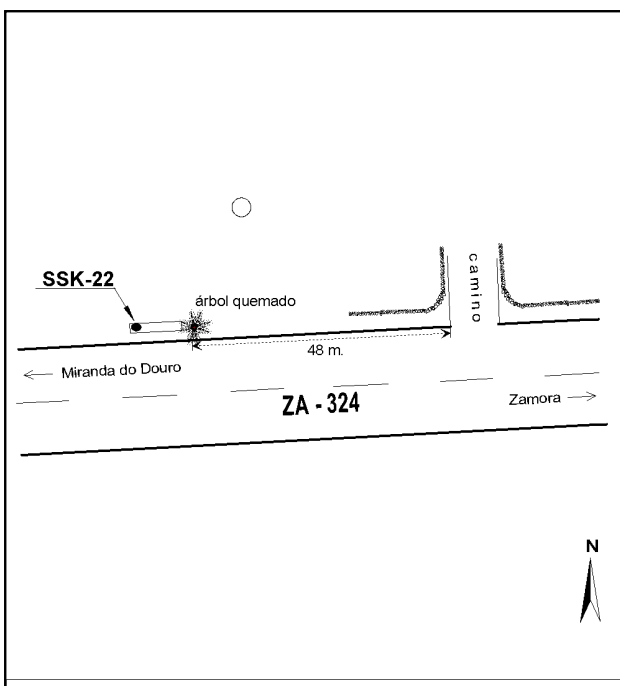 camino
SSK-22
árbol quemado
48 m.
Miranda do Douro
ZA - 324
Zamora
N